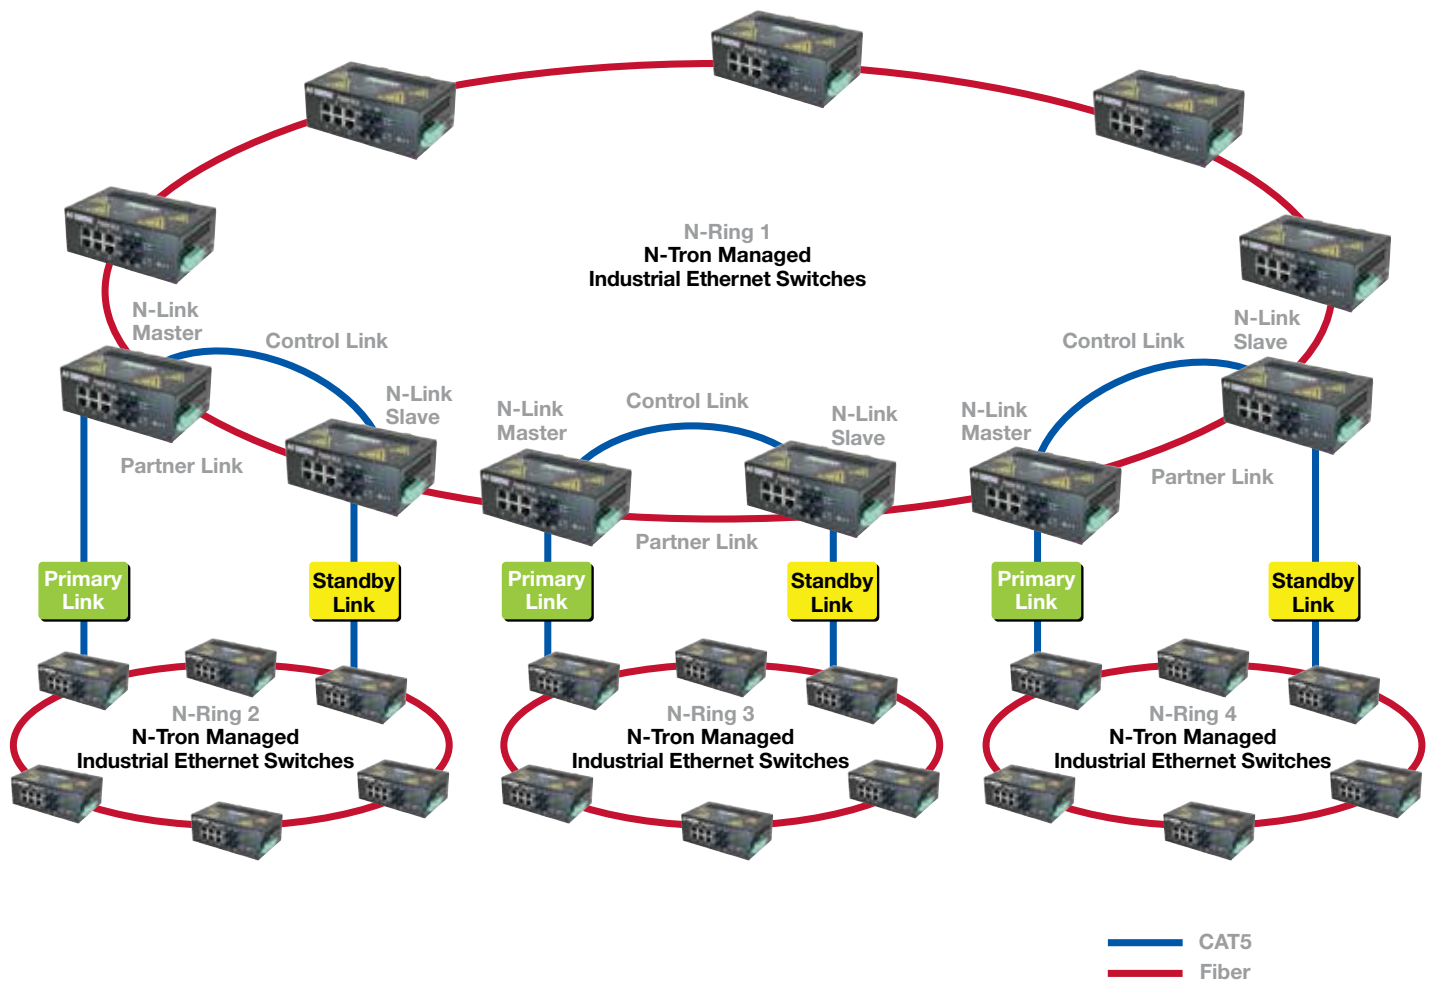 N-Ring 1
N-Tron Managed
Industrial Ethernet Switches
N-Link
Master
Control Link
N-Link
Slave
Partner Link
N-Link
Master
Control Link
N-Link
Slave
Partner Link
N-Link
Master
Control Link
N-Link
Slave
Partner Link
Primary
Link
Standby
Link
Primary
Link
Standby
Link
Primary
Link
Standby
Link
N-Ring 2
N-Tron Managed
Industrial Ethernet Switches
N-Ring 3
N-Tron Managed
Industrial Ethernet Switches
N-Ring 4
N-Tron Managed
Industrial Ethernet Switches
CAT5
Fiber